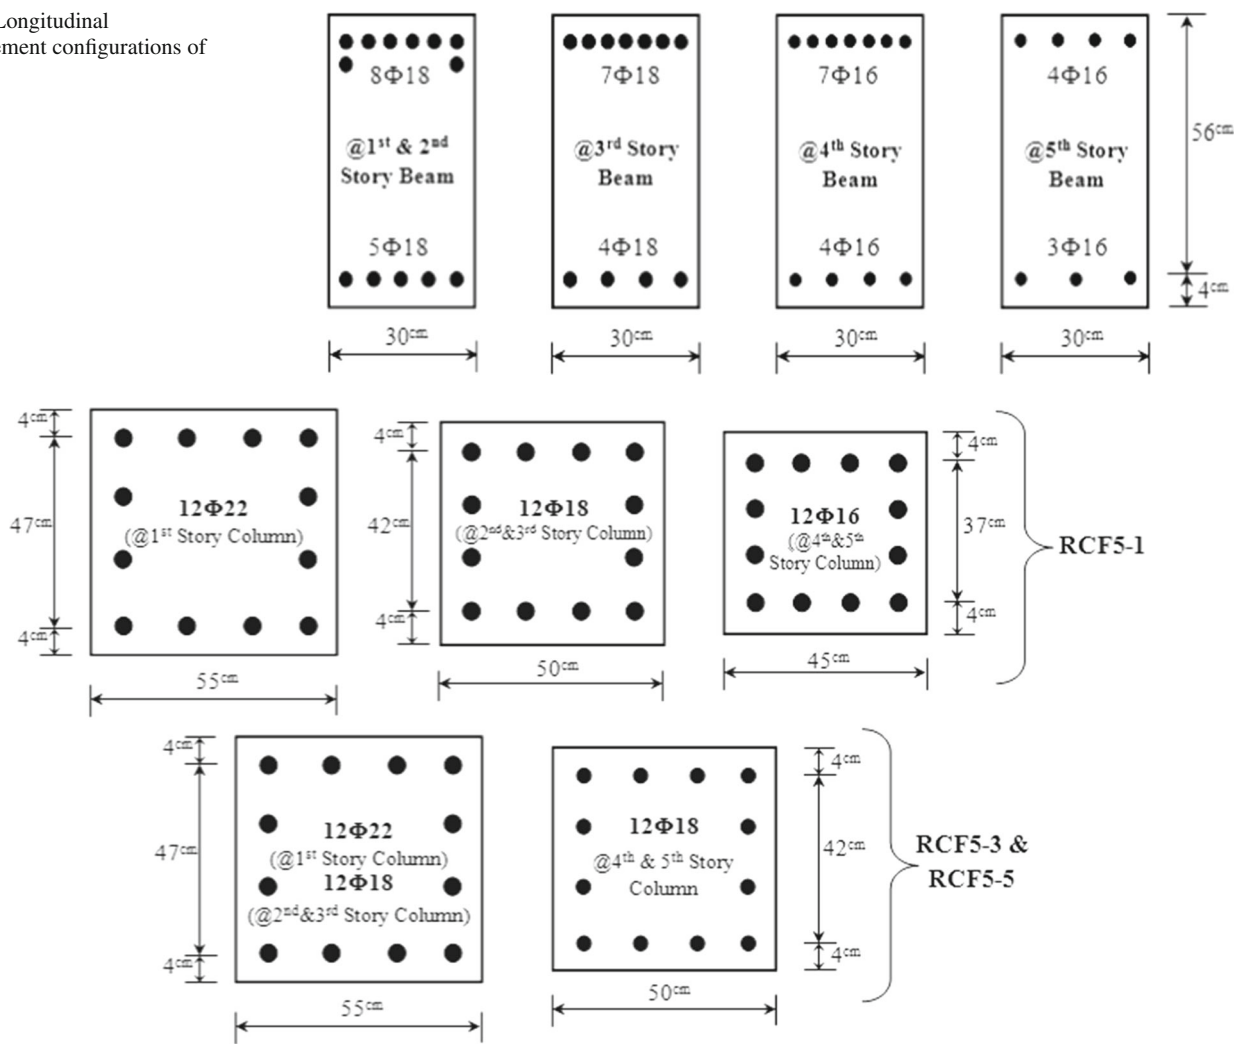 Longitudinal
ement configurations of
8Φ18
@1st & 2nd
Story Beam
5Φ18
30cm
7Φ18
@3rd Story
Beam
4Φ18
30cm
7Φ16
@4th Story
Beam
4Φ16
30cm
4Φ16
@5th Story
Beam
3Φ16
30cm
56cm
4cm
4cm
47cm
4cm
12Φ22
(@1st Story Column)
55cm
4cm
42cm
4cm
12Φ18
(@2nd&3rd Story Column)
50cm
12Φ16
(@4th&5th
Story Column)
45cm
4cm
37cm
4cm
RCF5-1
4cm
47cm
4cm
12Φ22
(@1st Story Column)
12Φ18
(@2nd&3rd Story Column)
55cm
12Φ18
@4th & 5th Story
Column
50cm
4cm
42cm
4cm
RCF5-3 &
RCF5-5